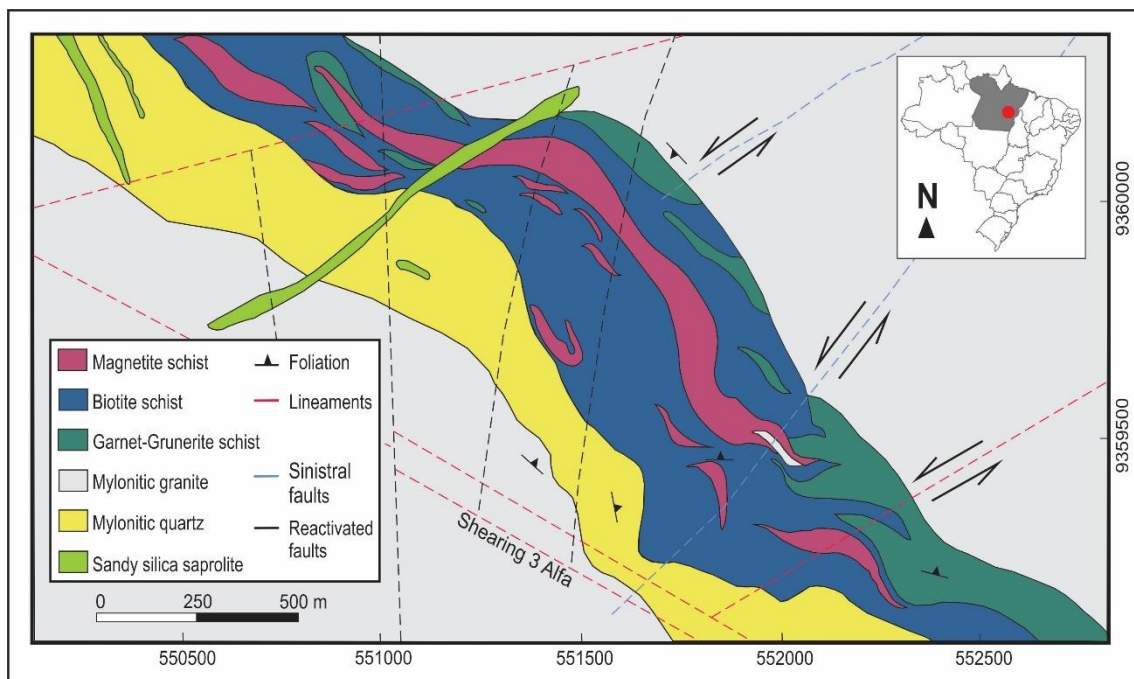 N
9360000
9359500
Magnetite schist
Biotite schist
Garnet-Grunerite schist
Mylonitic granite
Mylonitic quartz
Sandy silica saprolite
Foliation
Lineaments
Sinistral
faults
Reactivated
faults
0 250 500 m
Shearing 3 Alfa
550500 551000 551500 552000 552500